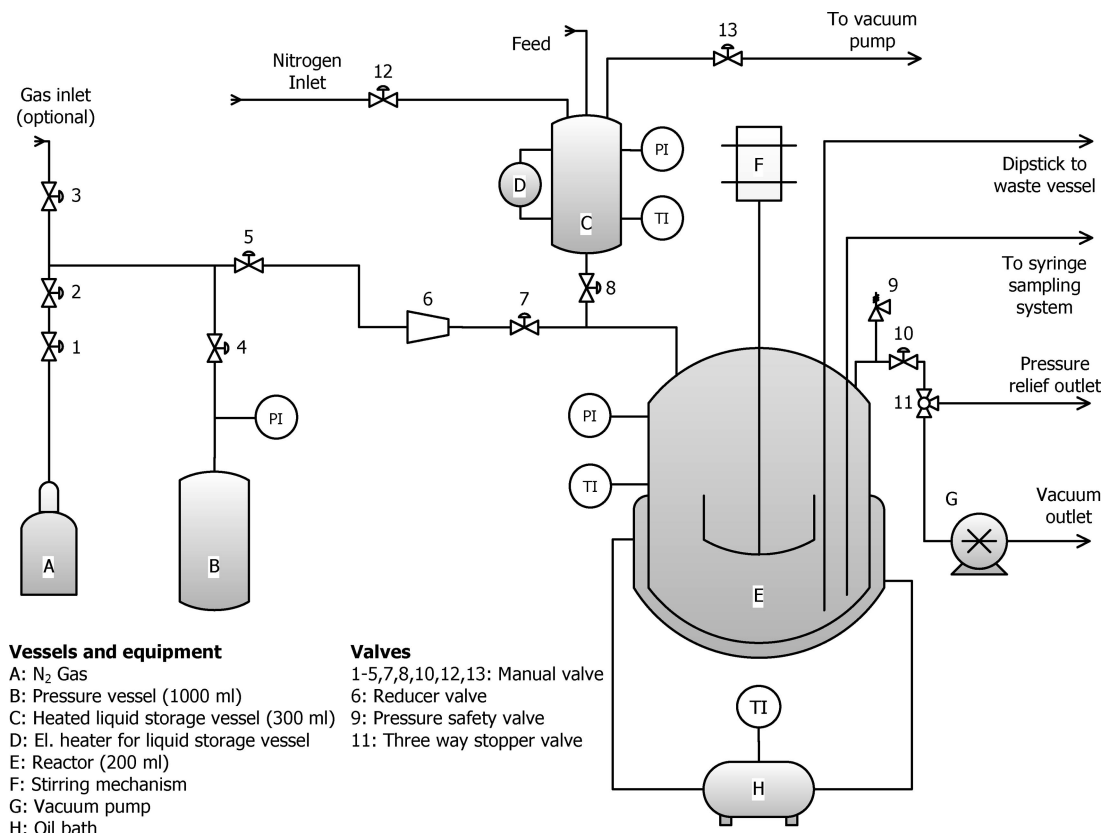 To vacuum
pump
13
Feed
Nitrogen
Inlet
12
Gas inlet
(optional)
PI
F
D
Dipstick to
waste vessel
3
TI
C
5
To syringe
sampling
system
2
8
9
6
7
1
4
10
Pressure
relief outlet
11
PI
PI
TI
G
Vacuum
outlet
A
B
E
Vessels and equipment
A: N₂ Gas
B: Pressure vessel (1000 ml)
C: Heated liquid storage vessel (300 ml)
D: El. heater for liquid storage vessel
E: Reactor (200 ml)
F: Stirring mechanism
G: Vacuum pump
H: Oil bath
Valves
1-5,7,8,10,12,13: Manual valve
6: Reducer valve
9: Pressure safety valve
11: Three way stopper valve
TI
H